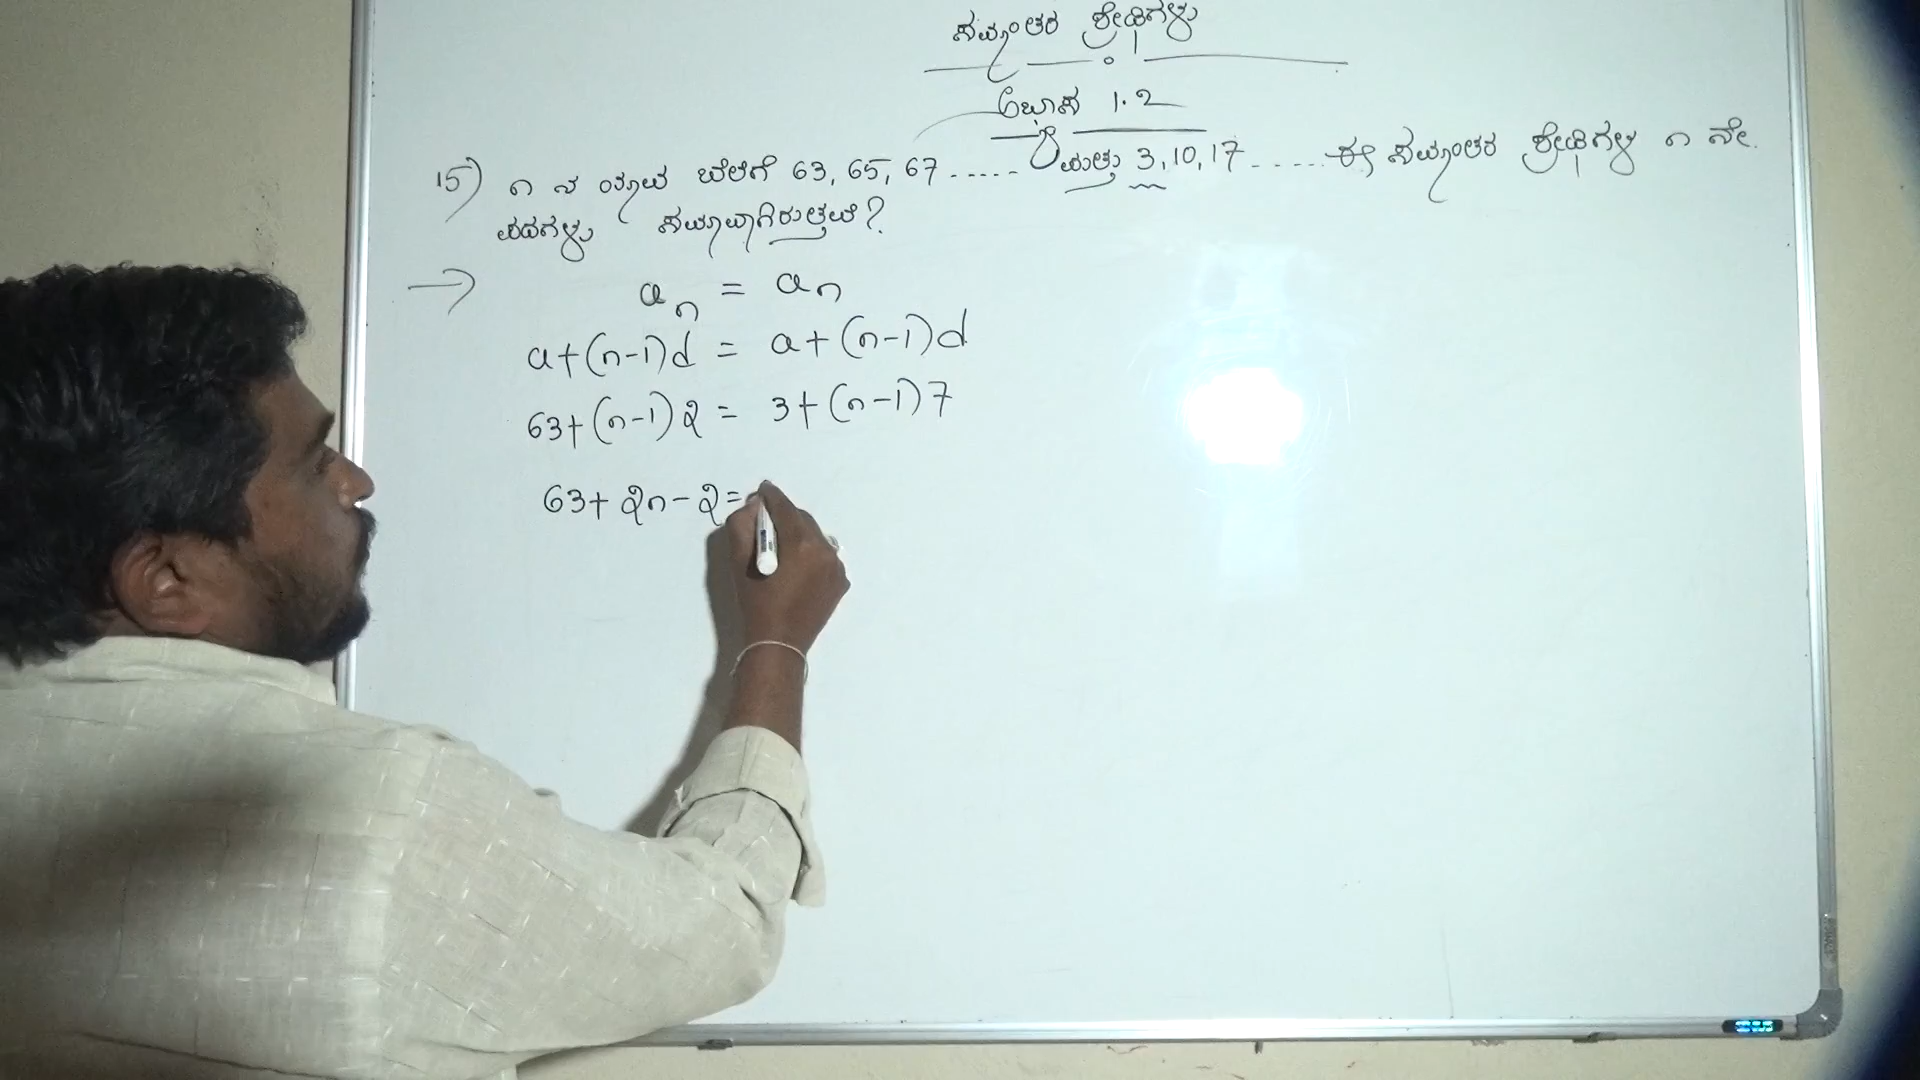 ಸಮಾಂತರ ಶ್ರೇಢಿಗಳು
ಅಭ್ಯಾಸ 1.2
15) n ನ ಯಾವ ಬೆಲೆಗೆ 63, 65, 67 ..... ಮತ್ತು 3, 10, 17 ..... ಈ ಸಮಾಂತರ ಶ್ರೇಢಿಗಳ n ನೇ
ಪದಗಳು ಸಮವಾಗಿರುತ್ತವೆ?
→ aₙ = aₙ
a+(n-1)d = a+(n-1)d
63+(n-1)2 = 3+(n-1)7
63+2n-2=